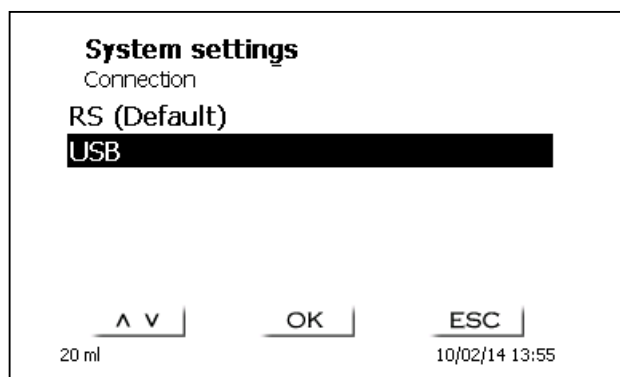 System settings
Connection
RS (Default)
USB
∧ ∨ OK ESC
20 ml 10/02/14 13:55